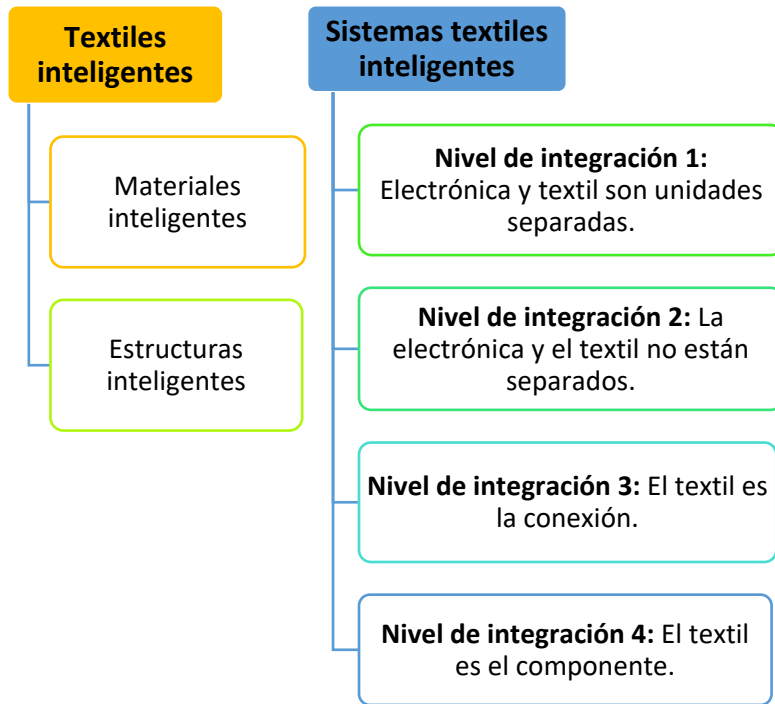 Textiles
inteligentes
Materiales
inteligentes
Estructuras
inteligentes
Sistemas textiles
inteligentes
Nivel de integración 1:
Electrónica y textil son unidades
separadas.
Nivel de integración 2: La
electrónica y el textil no están
separados.
Nivel de integración 3: El textil es
la conexión.
Nivel de integración 4: El textil
es el componente.